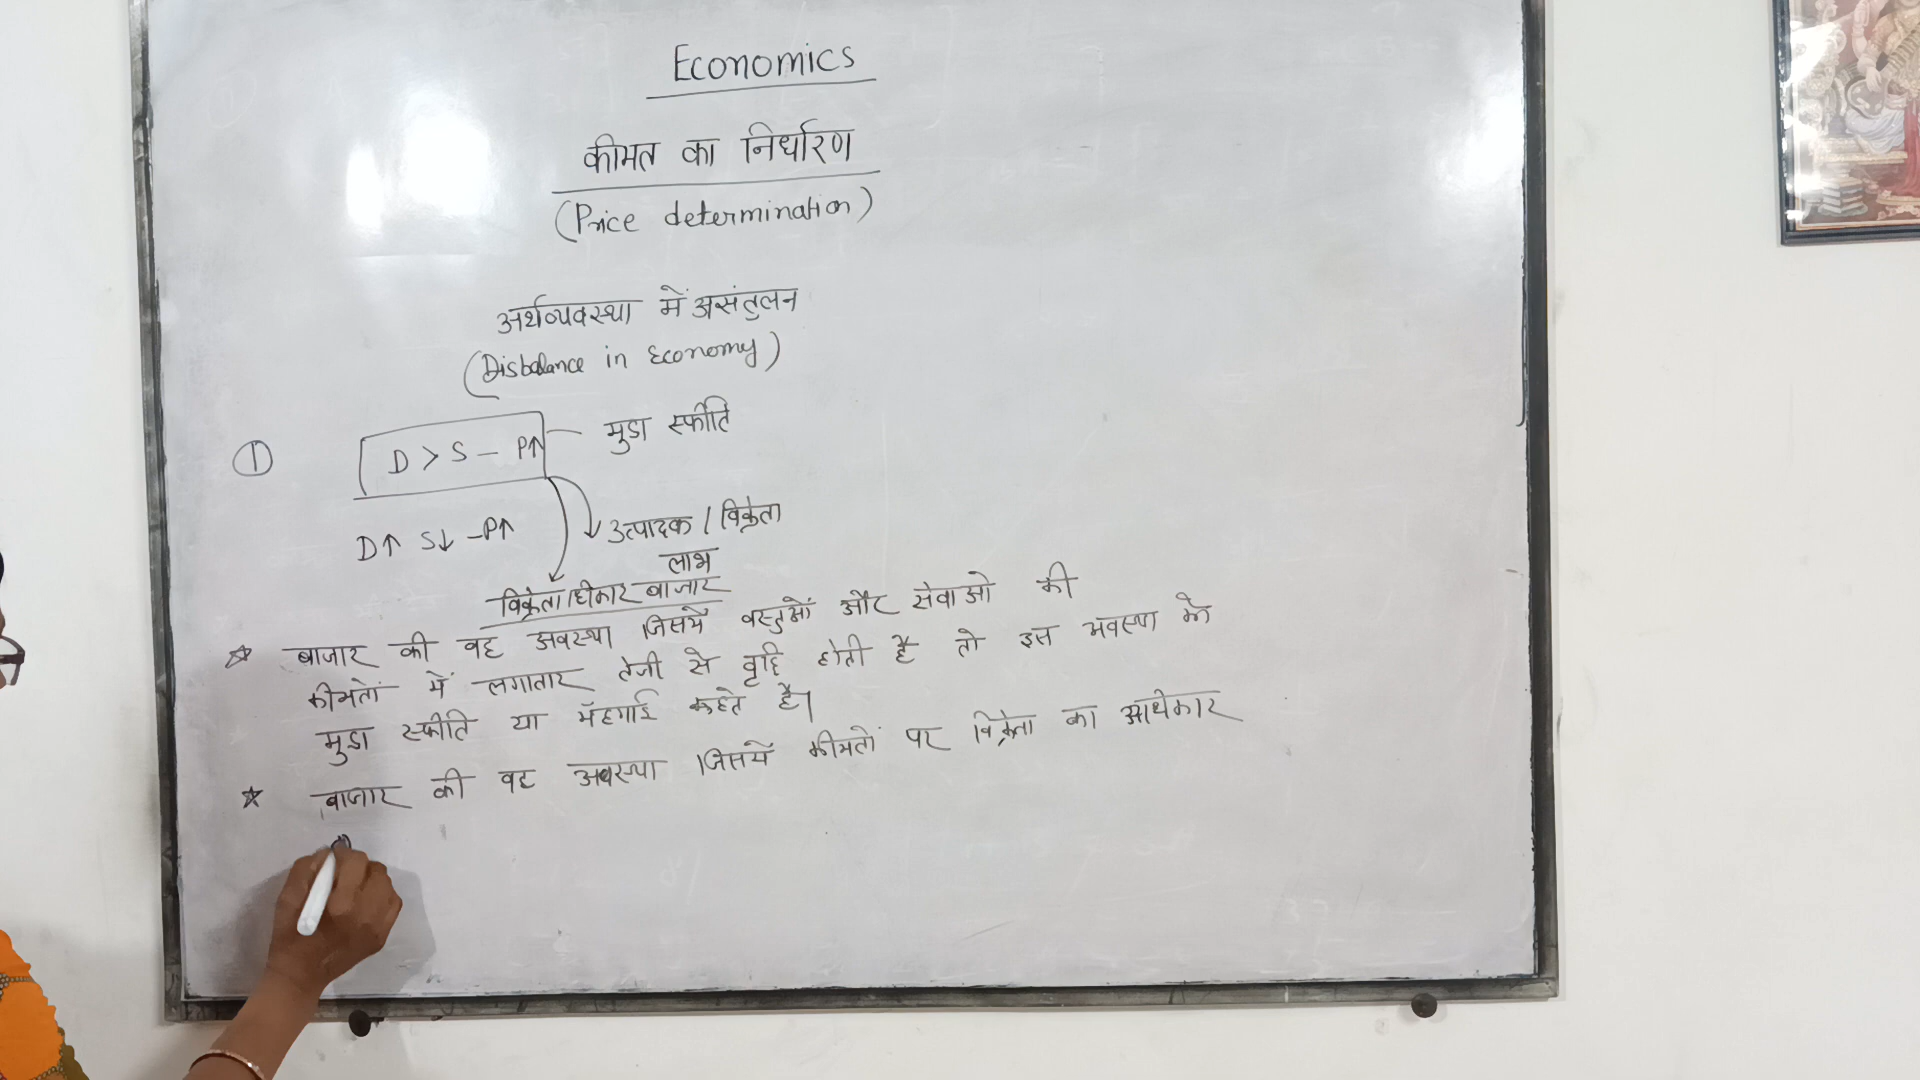 Economics
कीमत का निर्धारण
(Price determination)
अर्थव्यवस्था में असंतुलन
(Disbalance in Economy)
① D > S — P↑ — मुद्रा स्फीति
D↑ S↓ — P↑
उत्पादक / विक्रेता
लाभ
विक्रेताधिकार बाजार
☆ बाजार की वह अवस्था जिसमें वस्तुओं और सेवाओ की
कीमतों में लगातार तेजी से वृद्दि होती है तो इस अवस्था को
मुद्रा स्फीति या मँहगाई कहते है।
☆ बाजार की वह अवस्था जिसमें कीमतों पर विक्रेता का अधिकार